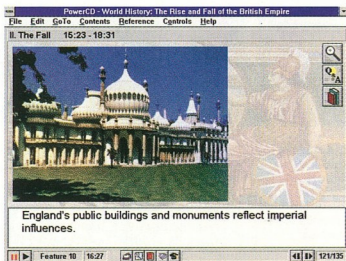 PowerCD - World History: The Rise and Fall of the British Empire
File Edit GoTo Contents Reference Controls Help
II. The Fall 15:23 - 18:31
England's public buildings and monuments reflect imperial
influences.
Feature 10 16:27 121/135